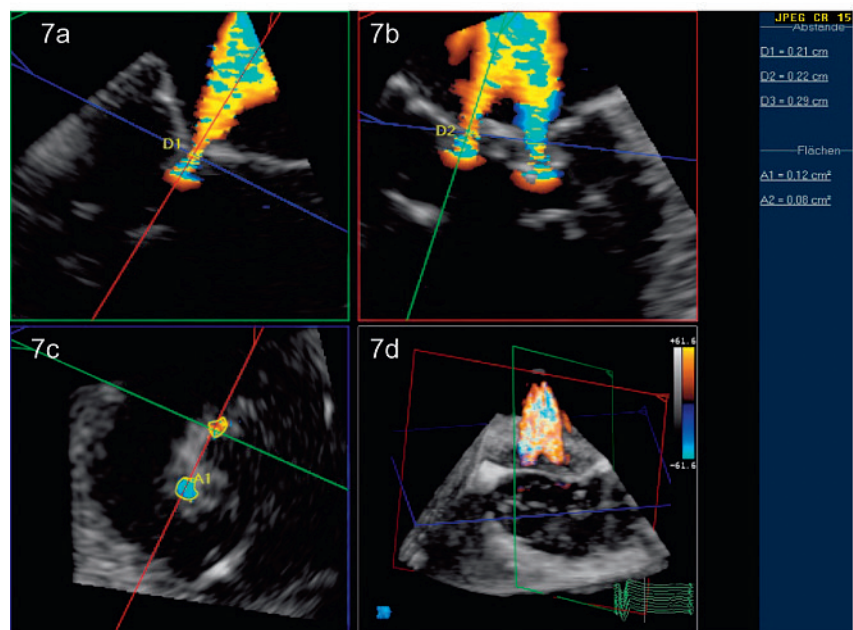 7a
7b
JPEG CR 15
Abstände
D1 = 0.21 cm
D2 = 0.22 cm
D3 = 0.29 cm
Flächen
A1 = 0.12 cm²
A2 = 0.08 cm²
D1
D2
7c
7d
A1
+61.6
-61.6